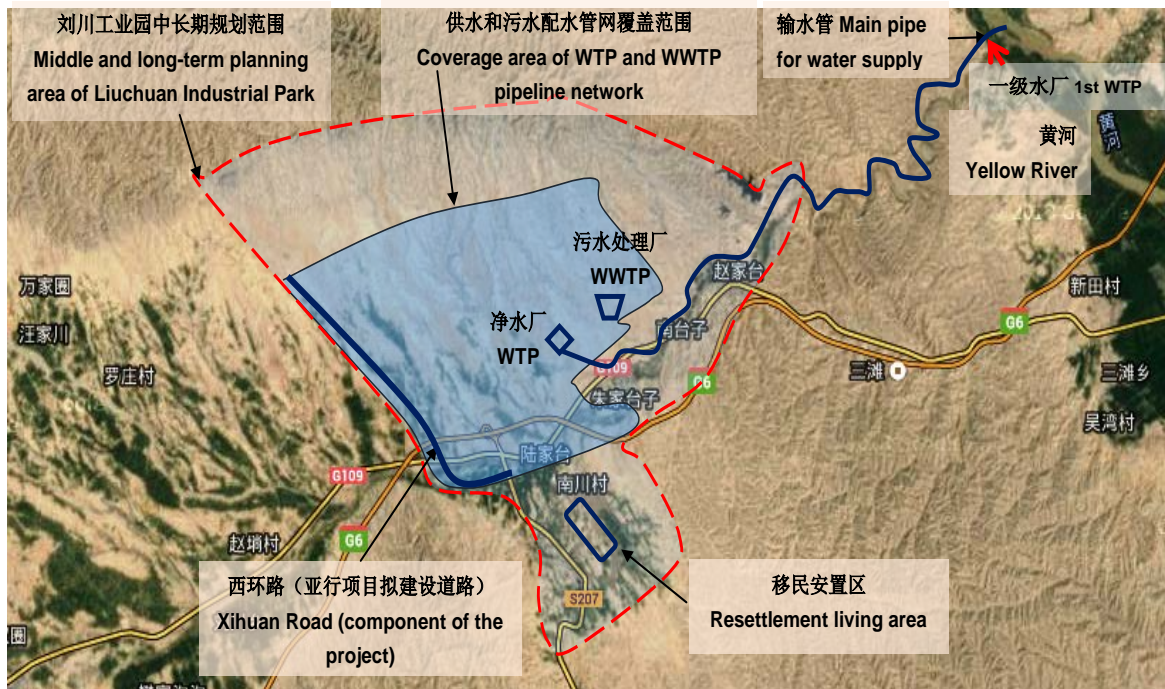 刘川工业园中长期规划范围
Middle and long-term planning
area of Liuchuan Industrial Park
供水和污水配水管网覆盖范围
Coverage area of WTP and WWTP
pipeline network
输水管 Main pipe
for water supply
一级水厂 1st WTP
黄河
Yellow River
黄河
污水处理厂
WWTP
净水厂
WTP
赵家台
新田村
万家圈
汪家川
罗庄村
南台子
G6
G109
三滩
三滩乡
G6
朱家台子
吴湾村
陆家台
G109
南川村
赵塆村
G6
西环路（亚行项目拟建设道路）
Xihuan Road (component of the
project)
移民安置区
Resettlement living area
S207